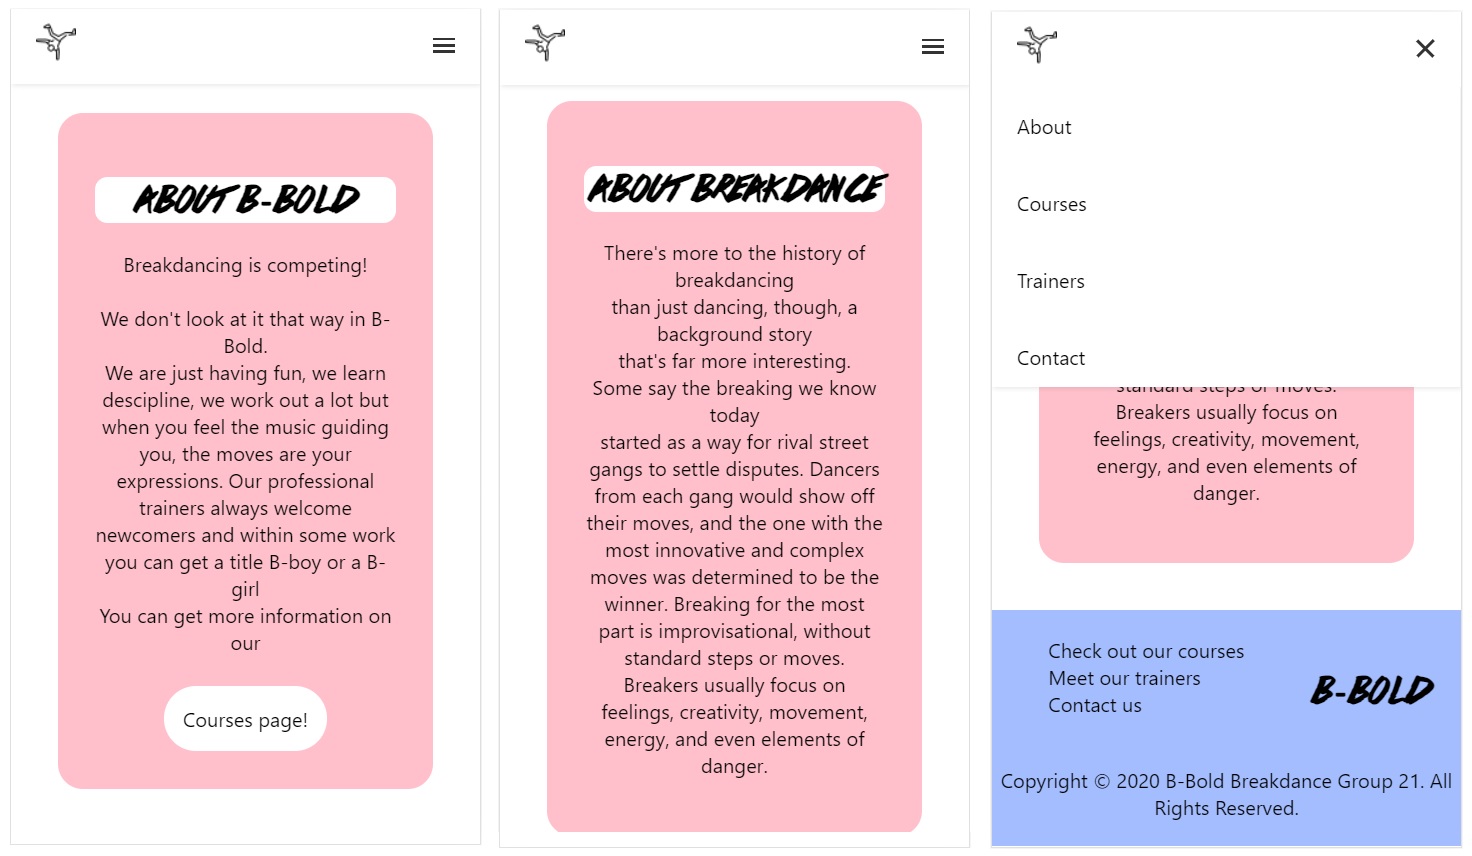 ABOUT B-BOLD
Breakdancing is competing!
We don't look at it that way in B-
Bold.
We are just having fun, we learn
descipline, we work out a lot but
when you feel the music guiding
you, the moves are your
expressions. Our professional
trainers always welcome
newcomers and within some work
you can get a title B-boy or a B-
girl
You can get more information on
our
Courses page!
ABOUT BREAKDANCE
There's more to the history of
breakdancing
than just dancing, though, a
background story
that's far more interesting.
Some say the breaking we know
today
started as a way for rival street
gangs to settle disputes. Dancers
from each gang would show off
their moves, and the one with the
most innovative and complex
moves was determined to be the
winner. Breaking for the most
part is improvisational, without
standard steps or moves.
Breakers usually focus on
feelings, creativity, movement,
energy, and even elements of
danger.
About
Courses
Trainers
Contact
standard steps or moves.
Breakers usually focus on
feelings, creativity, movement,
energy, and even elements of
danger.
Check out our courses
Meet our trainers
Contact us
B-BOLD
Copyright © 2020 B-Bold Breakdance Group 21. All
Rights Reserved.